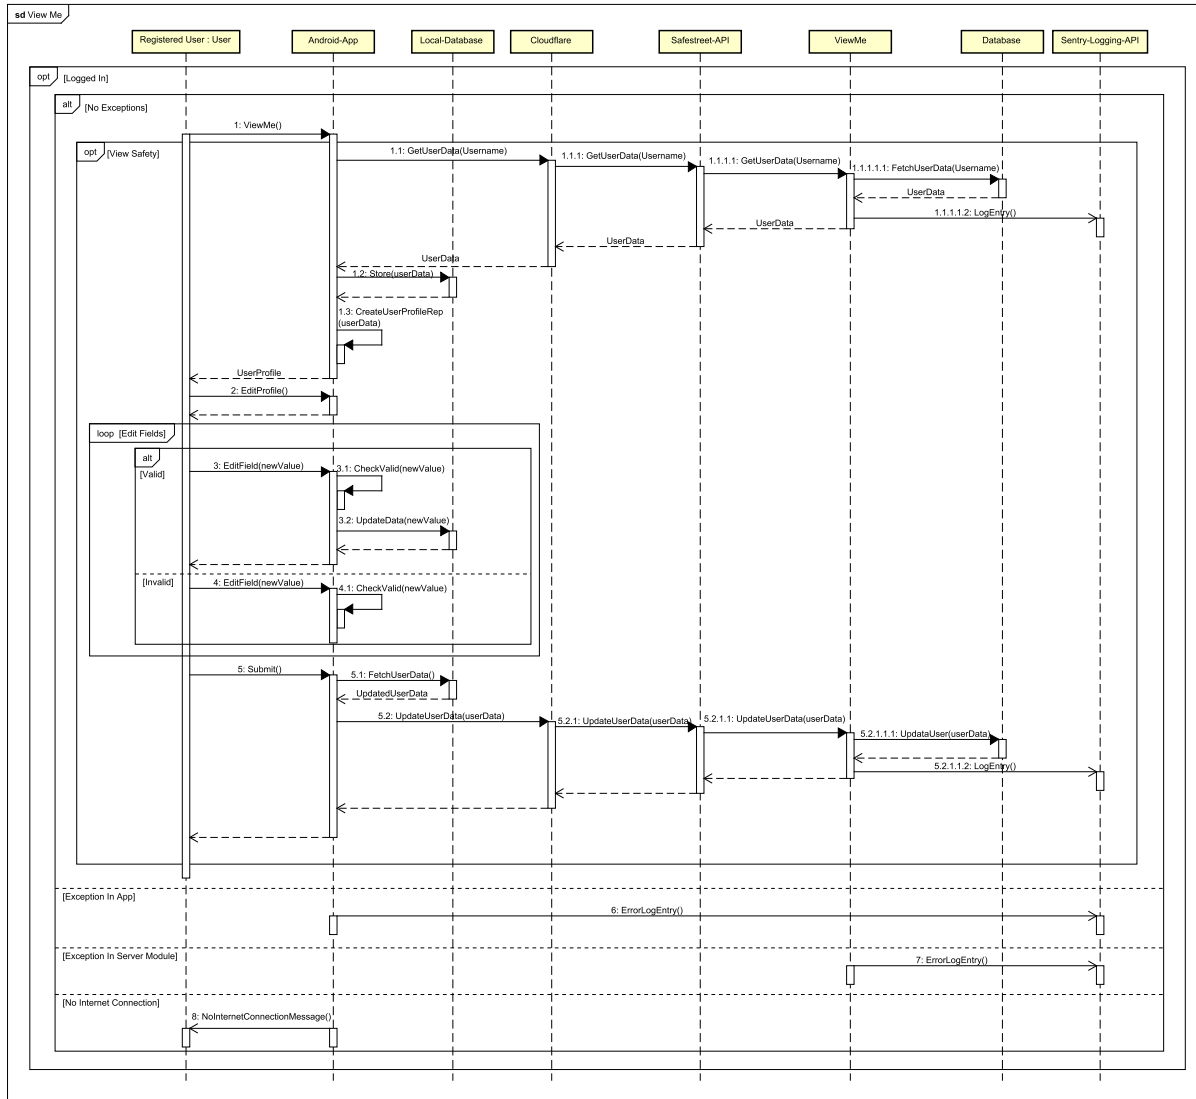 sd View Me
Registered User : User
Android-App
Local-Database
Cloudflare
Safestreet-API
ViewMe
Database
Sentry-Logging-API
opt [Logged In]
alt [No Exceptions]
1: ViewMe()
opt [View Safety]
1.1: GetUserData(Username)
1.1.1: GetUserData(Username)
1.1.1.1: GetUserData(Username)
1.1.1.1.1: FetchUserData(Username)
UserData
1.1.1.1.2: LogEntry()
UserData
UserData
UserData
1.2: Store(userData)
1.3: CreateUserProfileRep
(userData)
UserProfile
2: EditProfile()
loop [Edit Fields]
alt
[Valid]
3: EditField(newValue)
3.1: CheckValid(newValue)
3.2: UpdateData(newValue)
[Invalid]
4: EditField(newValue)
4.1: CheckValid(newValue)
5: Submit()
5.1: FetchUserData()
UpdatedUserData
5.2: UpdateUserData(userData)
5.2.1: UpdateUserData(userData)
5.2.1.1: UpdateUserData(userData)
5.2.1.1.1: UpdataUser(userData)
5.2.1.1.2: LogEntry()
[Exception In App]
6: ErrorLogEntry()
[Exception In Server Module]
7: ErrorLogEntry()
[No Internet Connection]
8: NoInternetConnectionMessage()